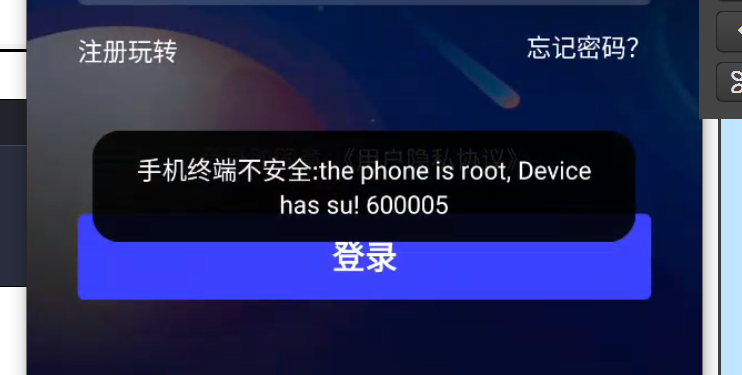 注册玩转
忘记密码?
《用户隐私协议》
手机终端不安全:the phone is root, Device
has su! 600005
登录